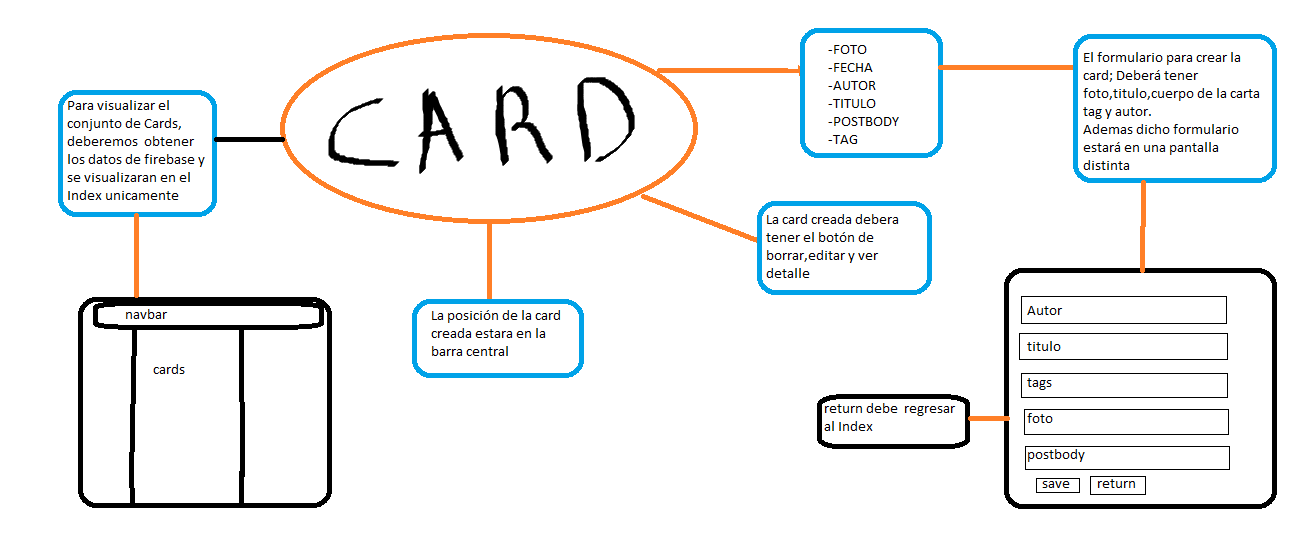 CARD
Para visualizar el
conjunto de Cards,
deberemos obtener
los datos de firebase y
se visualizaran en el
Index unicamente
navbar
cards
La posición de la card
creada estara en la
barra central
La card creada debera
tener el botón de
borrar,editar y ver
detalle
-FOTO
-FECHA
-AUTOR
-TITULO
-POSTBODY
-TAG
El formulario para crear la
card; Deberá tener
foto,titulo,cuerpo de la carta
tag y autor.
Ademas dicho formulario
estará en una pantalla
distinta
Autor
titulo
tags
foto
postbody
save
return
return debe regresar
al Index